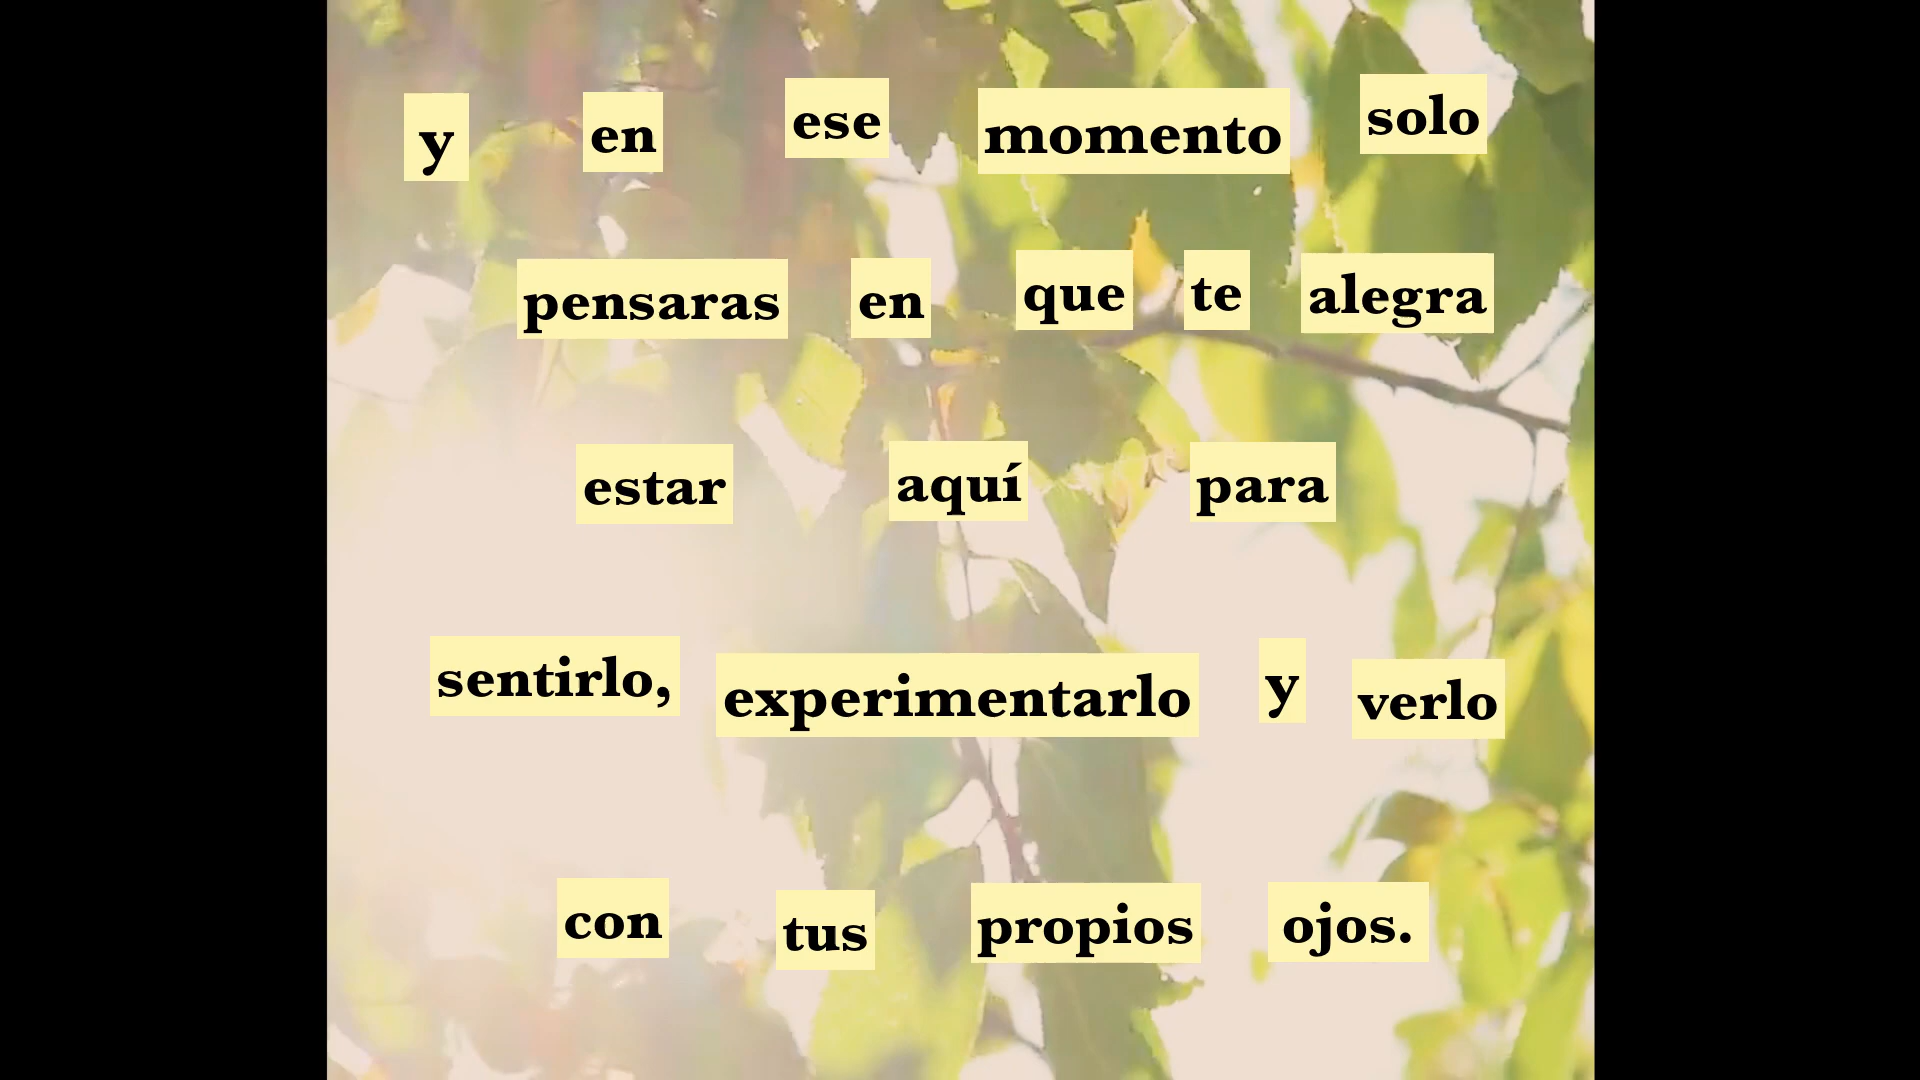 y en ese momento solo
pensaras en que te alegra
estar aquí para
sentirlo, experimentarlo y verlo
con tus propios ojos.